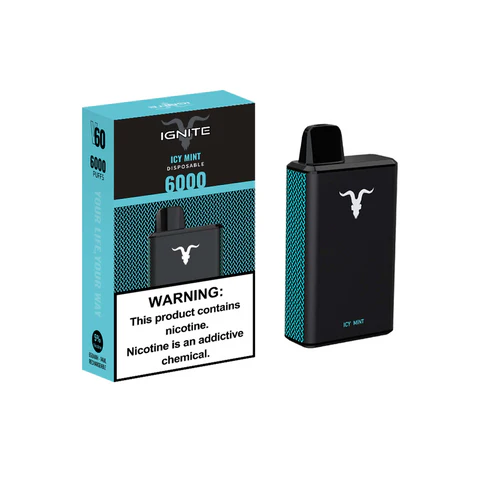 IGNITE
ICY MINT
DISPOSABLE
6000
V60
6000
PUFFS
YOUR LIFE, YOUR WAY
5%
WARNING:
This product contains
nicotine.
Nicotine is an addictive
chemical.
ICY MINT